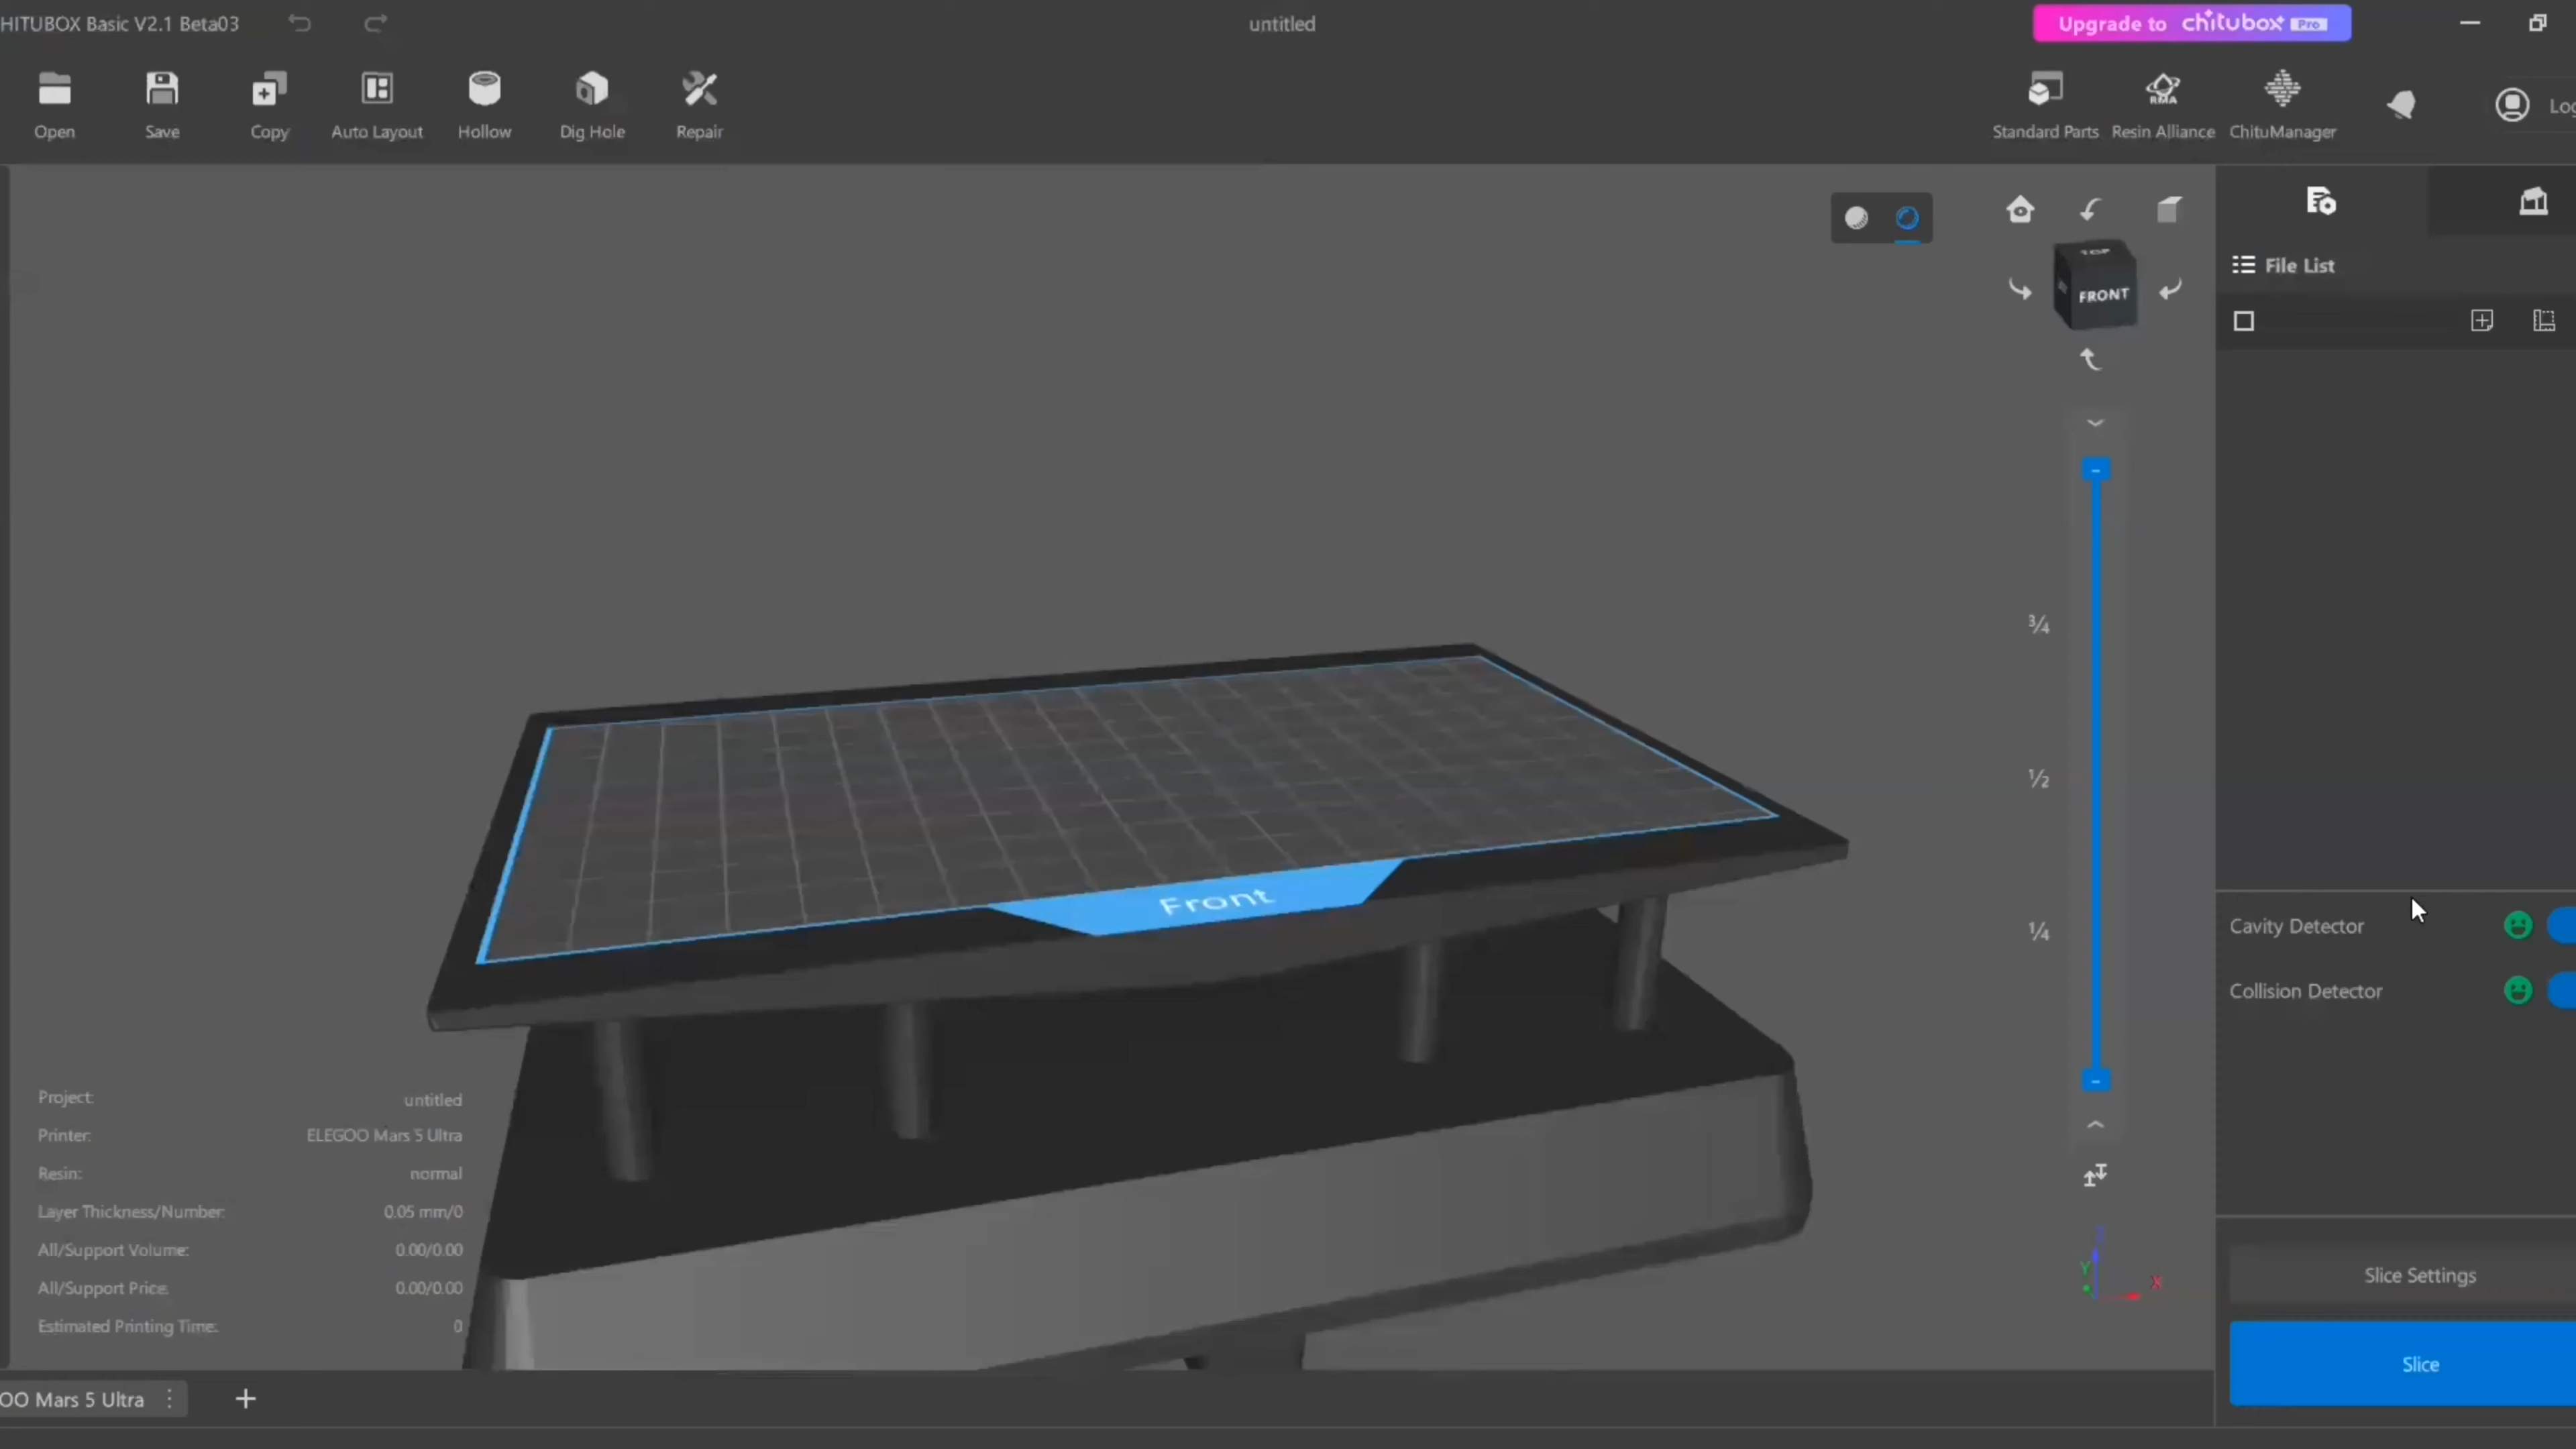 HITUBOX Basic V2.1 Beta03
untitled
Upgrade to chitubox Pro
Open
Save
Copy
Auto Layout
Hollow
Dig Hole
Repair
Standard Parts
Resin Alliance
ChituManager
RMA
Log
TOP
FRONT
File List
3/4
1/2
1/4
Front
Cavity Detector
Collision Detector
Project: untitled
Printer: ELEGOO Mars 5 Ultra
Resin: normal
Layer Thickness/Number: 0.05 mm/0
All/Support Volume: 0.00/0.00
All/Support Price: 0.00/0.00
Estimated Printing Time: 0
Z
Y
X
Slice Settings
Slice
OO Mars 5 Ultra